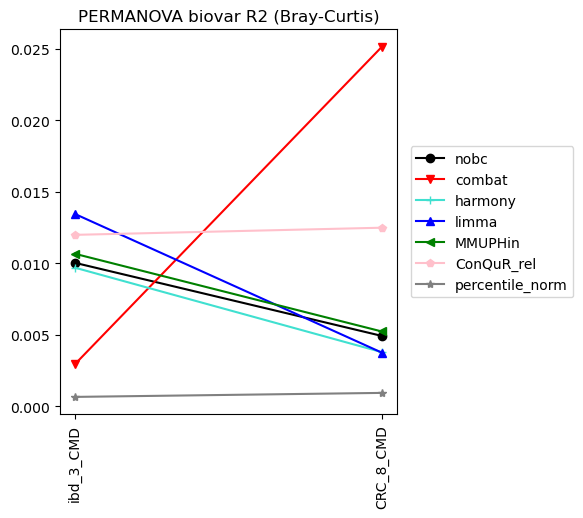 PERMANOVA biovar R2 (Bray-Curtis)
0.025
0.020
0.015
0.010
0.005
0.000
ibd_3_CMD
CRC_8_CMD
nobc
combat
harmony
limma
MMUPHin
ConQuR_rel
percentile_norm